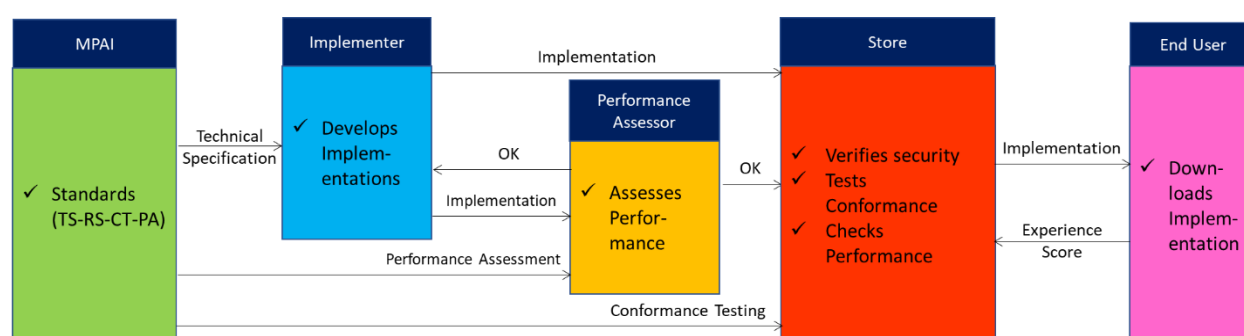 MPAI
✓ Standards
(TS-RS-CT-PA)
Technical
Specification
Implementer
✓ Develops
Implem-
entations
Implementation
OK
Implementation
Performance Assessment
Conformance Testing
Performance
Assessor
✓ Assesses
Perfor-
mance
OK
Store
✓ Verifies security
✓ Tests
Conformance
✓ Checks
Performance
Implementation
Experience
Score
End User
✓ Down-
loads
Implem-
entation